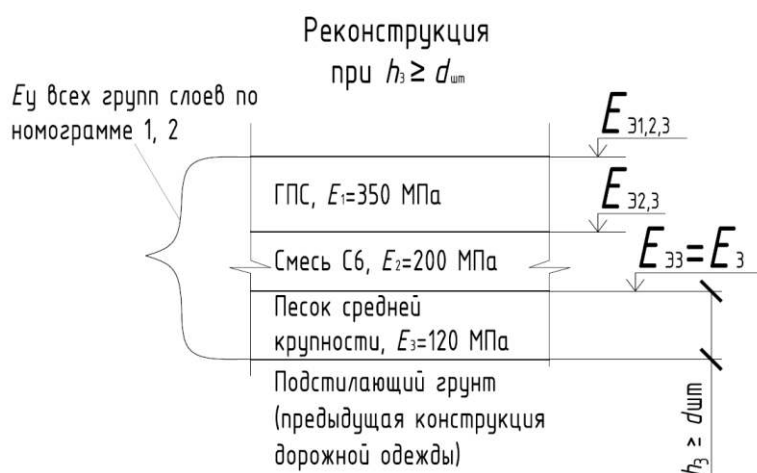 Реконструкция
при h₃ ≥ dшт
Eу всех групп слоев по
номограмме 1, 2
Eэ1,2,3
ГПС, E₁=350 МПа
Eэ2,3
Смесь С6, E₂=200 МПа
Eэ3=E₃
Песок средней
крупности, E₃=120 МПа
Подстилающий грунт
(предыдущая конструкция
дорожной одежды)
h₃ ≥ dшт